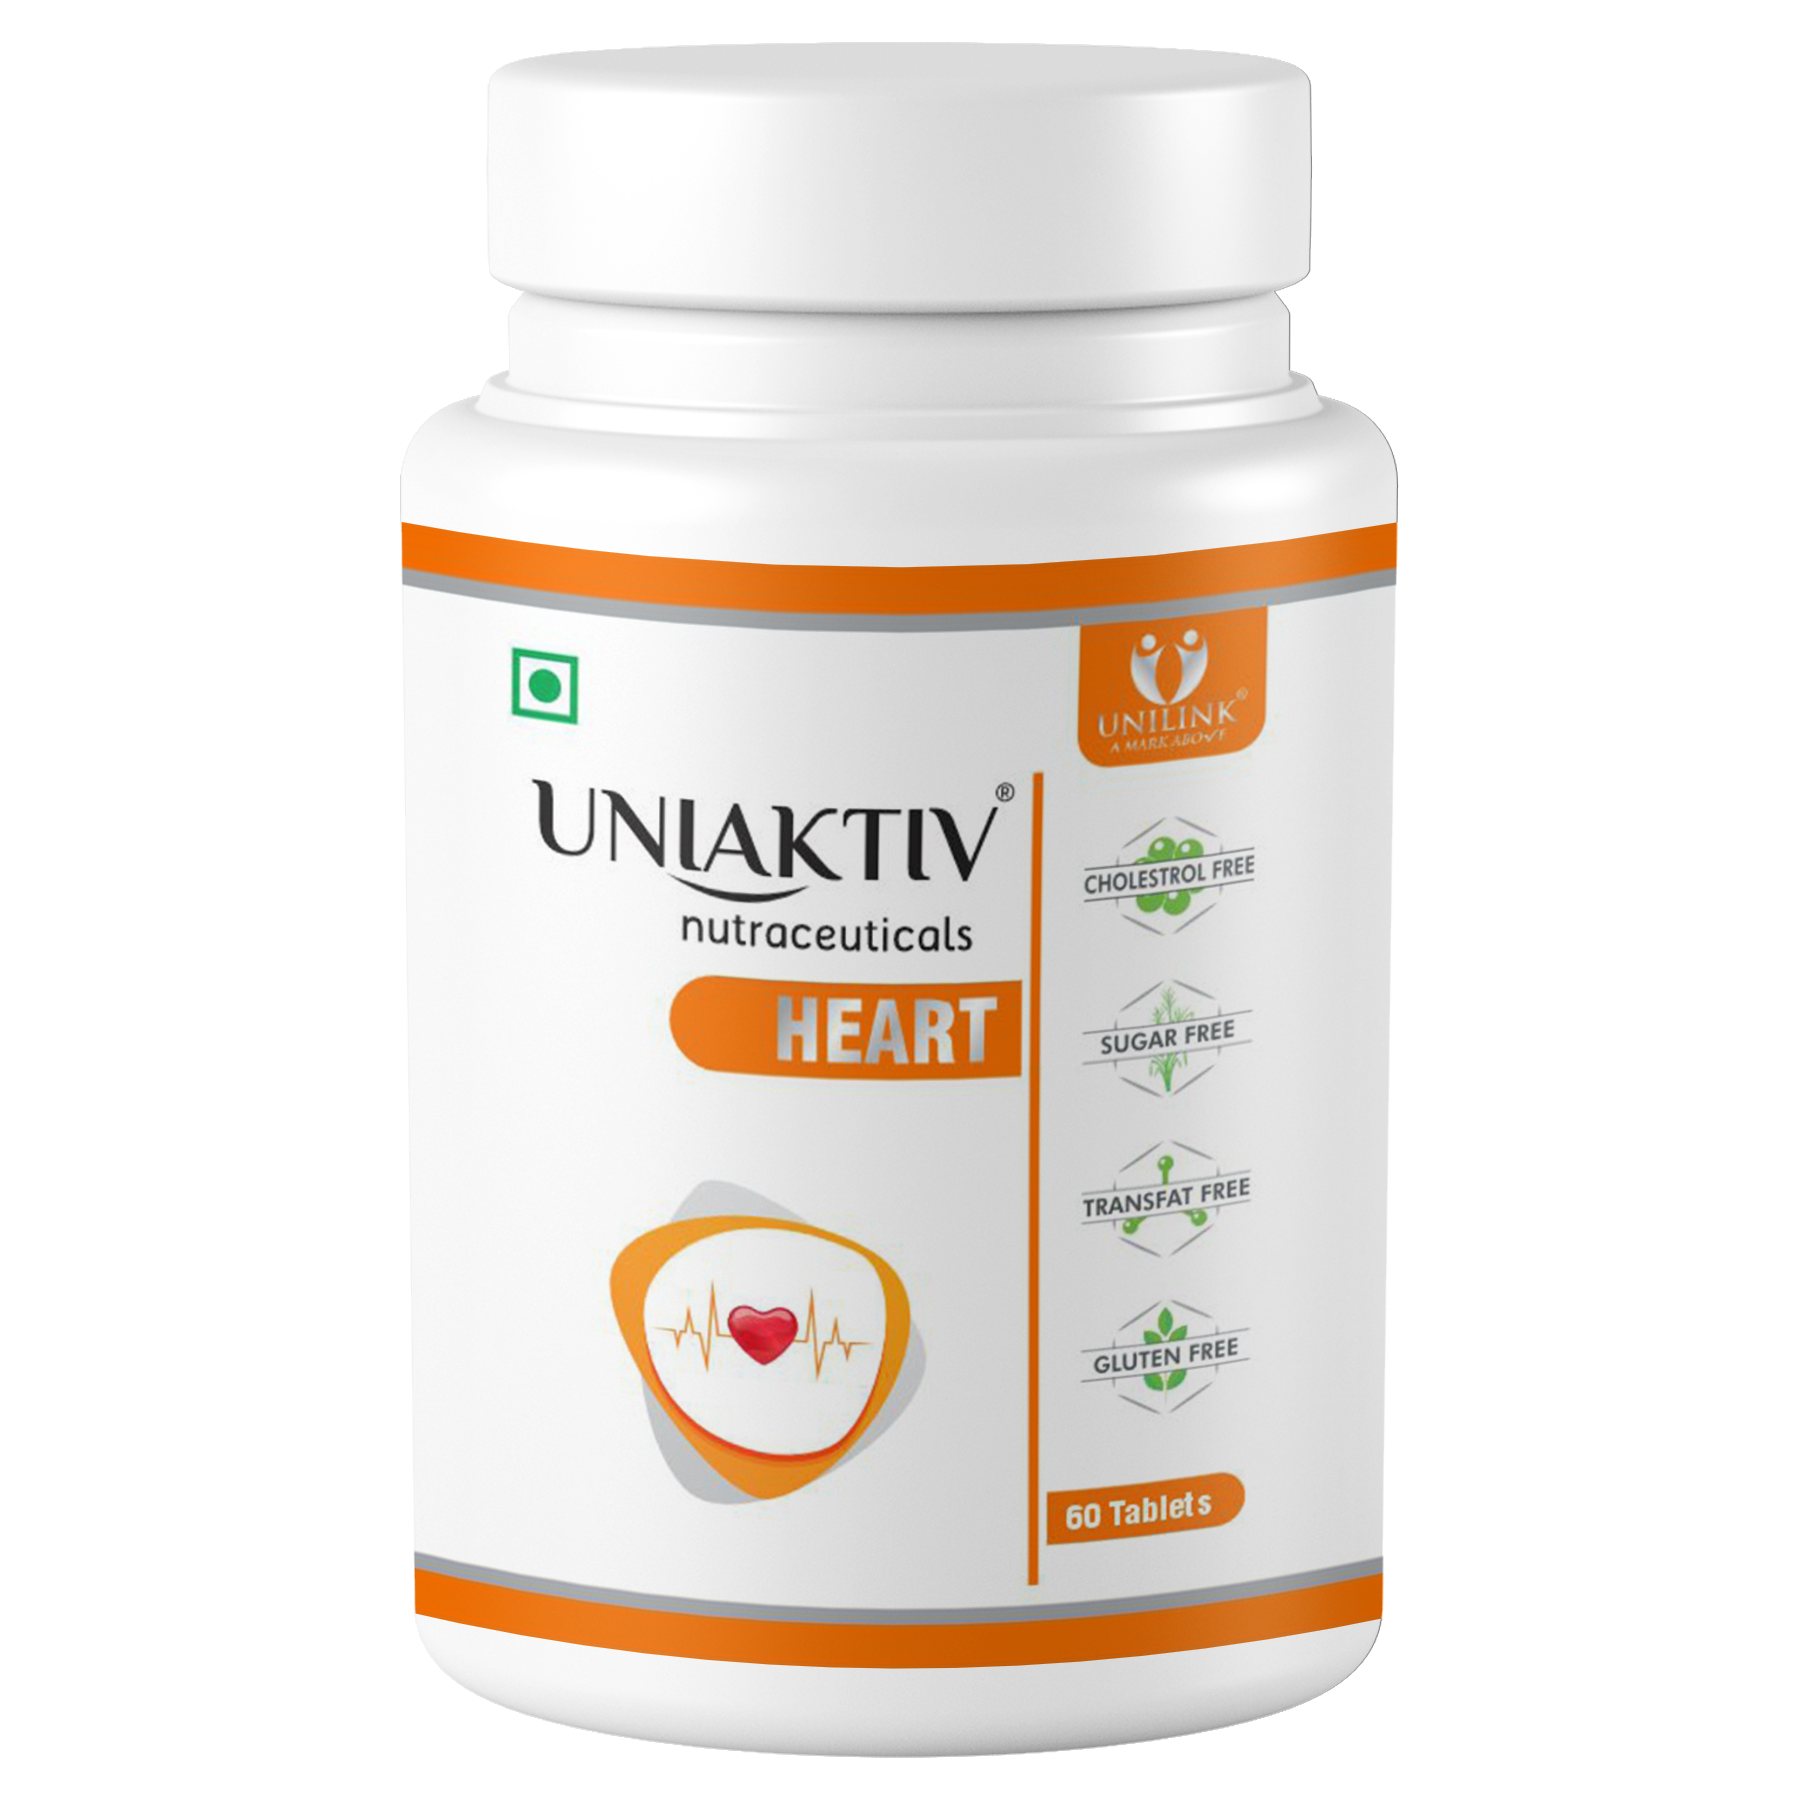 UNILINK®
A MARK ABOVE
UNIAKTIV®
nutraceuticals
HEART
CHOLESTROL FREE
SUGAR FREE
TRANSFAT FREE
GLUTEN FREE
60 Tablets